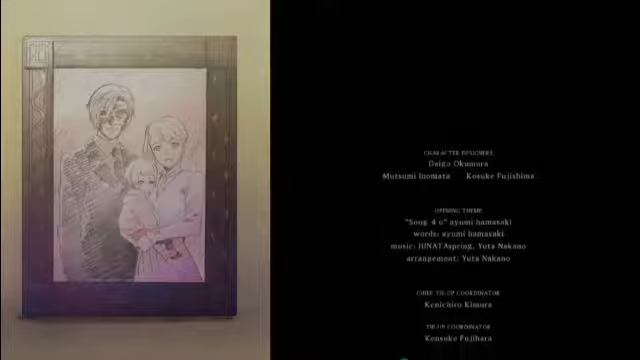 CHARACTER DESIGNERS
Daigo Okumura
Mutsumi Inomata Kosuke Fujishima
OPENING THEME
"Song 4 u" ayumi hamasaki
words: ayumi hamasaki
music: HINATAspring, Yuta Nakano
arrangement: Yuta Nakano
CHIEF TIE-UP COORDINATOR
Kenichiro Kimura
TIE-UP COORDINATOR
Kensuke Fujihara